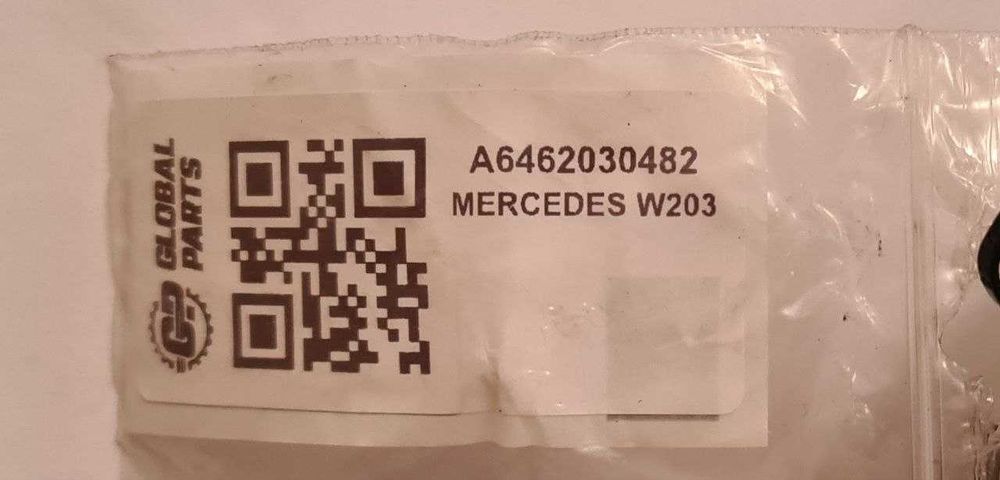 GLOBAL
PARTS
A6462030482
MERCEDES W203